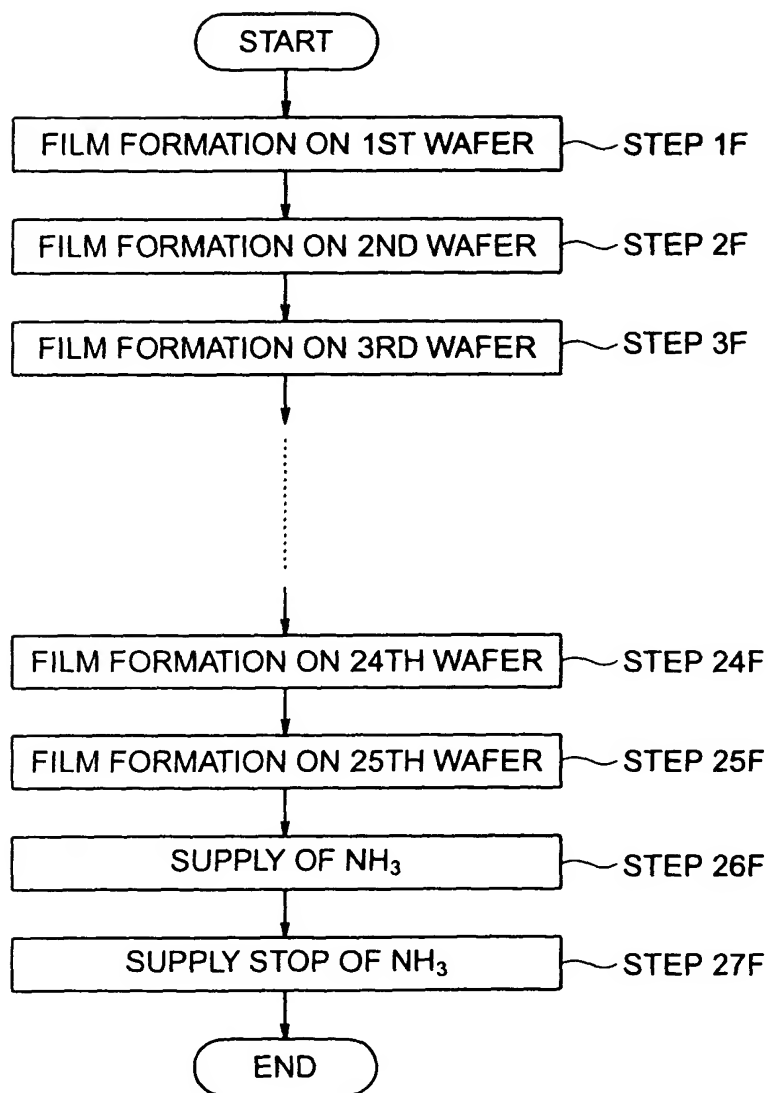 START
FILM FORMATION ON 1ST WAFER STEP 1F
FILM FORMATION ON 2ND WAFER STEP 2F
FILM FORMATION ON 3RD WAFER STEP 3F
FILM FORMATION ON 24TH WAFER STEP 24F
FILM FORMATION ON 25TH WAFER STEP 25F
SUPPLY OF NH₃ STEP 26F
SUPPLY STOP OF NH₃ STEP 27F
END